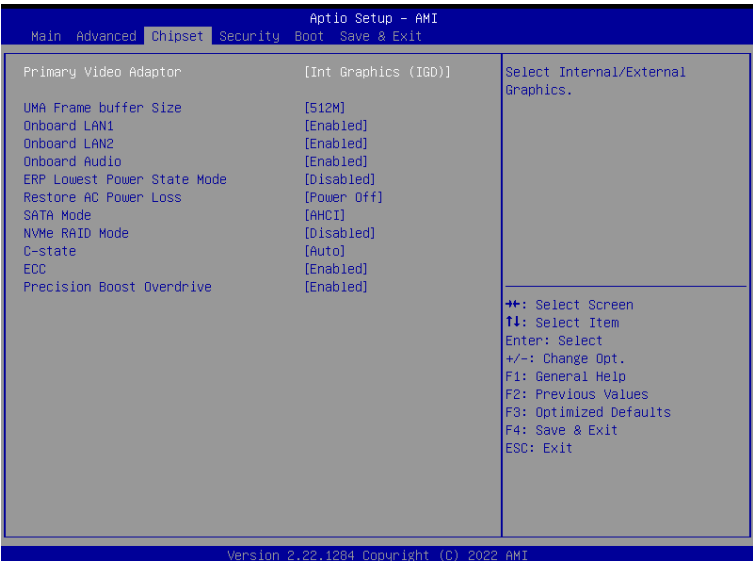 Aptio Setup – AMI
Main Advanced Chipset Security Boot Save & Exit
Primary Video Adaptor [Int Graphics (IGD)]
UMA Frame buffer Size [512M]
Onboard LAN1 [Enabled]
Onboard LAN2 [Enabled]
Onboard Audio [Enabled]
ERP Lowest Power State Mode [Disabled]
Restore AC Power Loss [Power Off]
SATA Mode [AHCI]
NVMe RAID Mode [Disabled]
C-state [Auto]
ECC [Enabled]
Precision Boost Overdrive [Enabled]
Select Internal/External
Graphics.
→←: Select Screen
↑↓: Select Item
Enter: Select
+/-: Change Opt.
F1: General Help
F2: Previous Values
F3: Optimized Defaults
F4: Save & Exit
ESC: Exit
Version 2.22.1284 Copyright (C) 2022 AMI